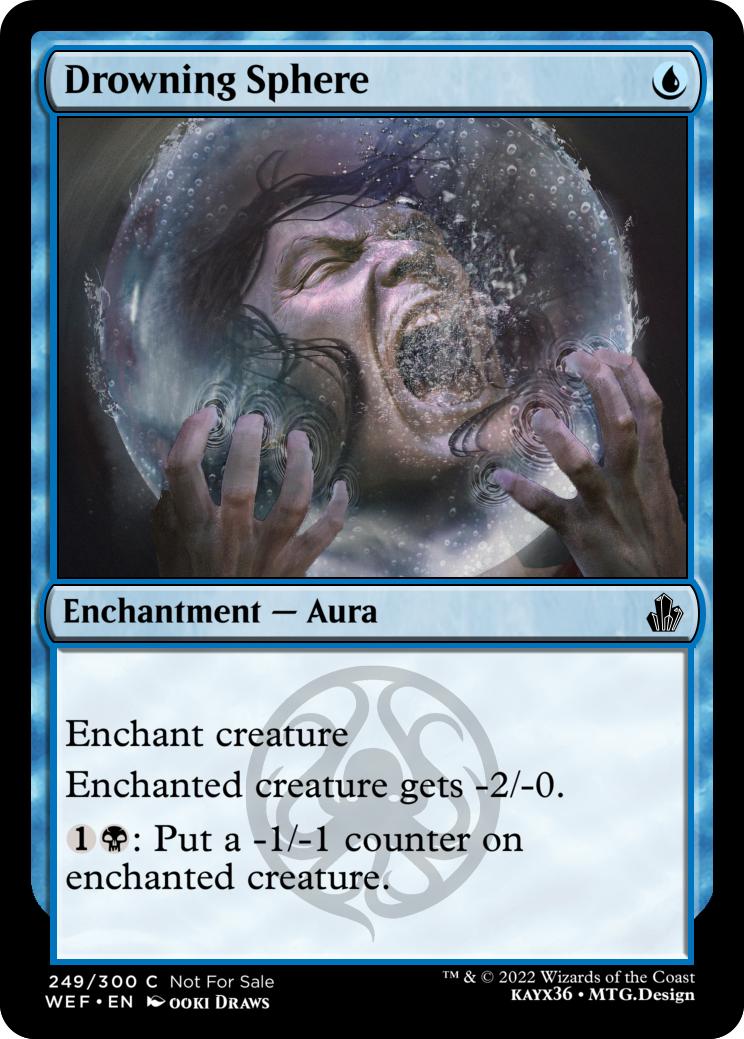 Drowning Sphere
Enchantment — Aura
Enchant creature
Enchanted creature gets -2/-0.
1: Put a -1/-1 counter on
enchanted creature.
249/300 C Not For Sale
™ & © 2022 Wizards of the Coast
WEF • EN OOKI DRAWS
KAYX36 • MTG.Design